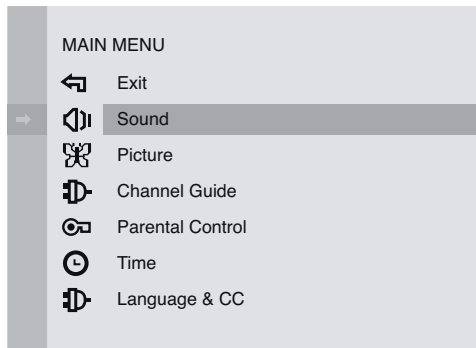 MAIN MENU
Exit
Sound
Picture
Channel Guide
Parental Control
Time
Language & CC